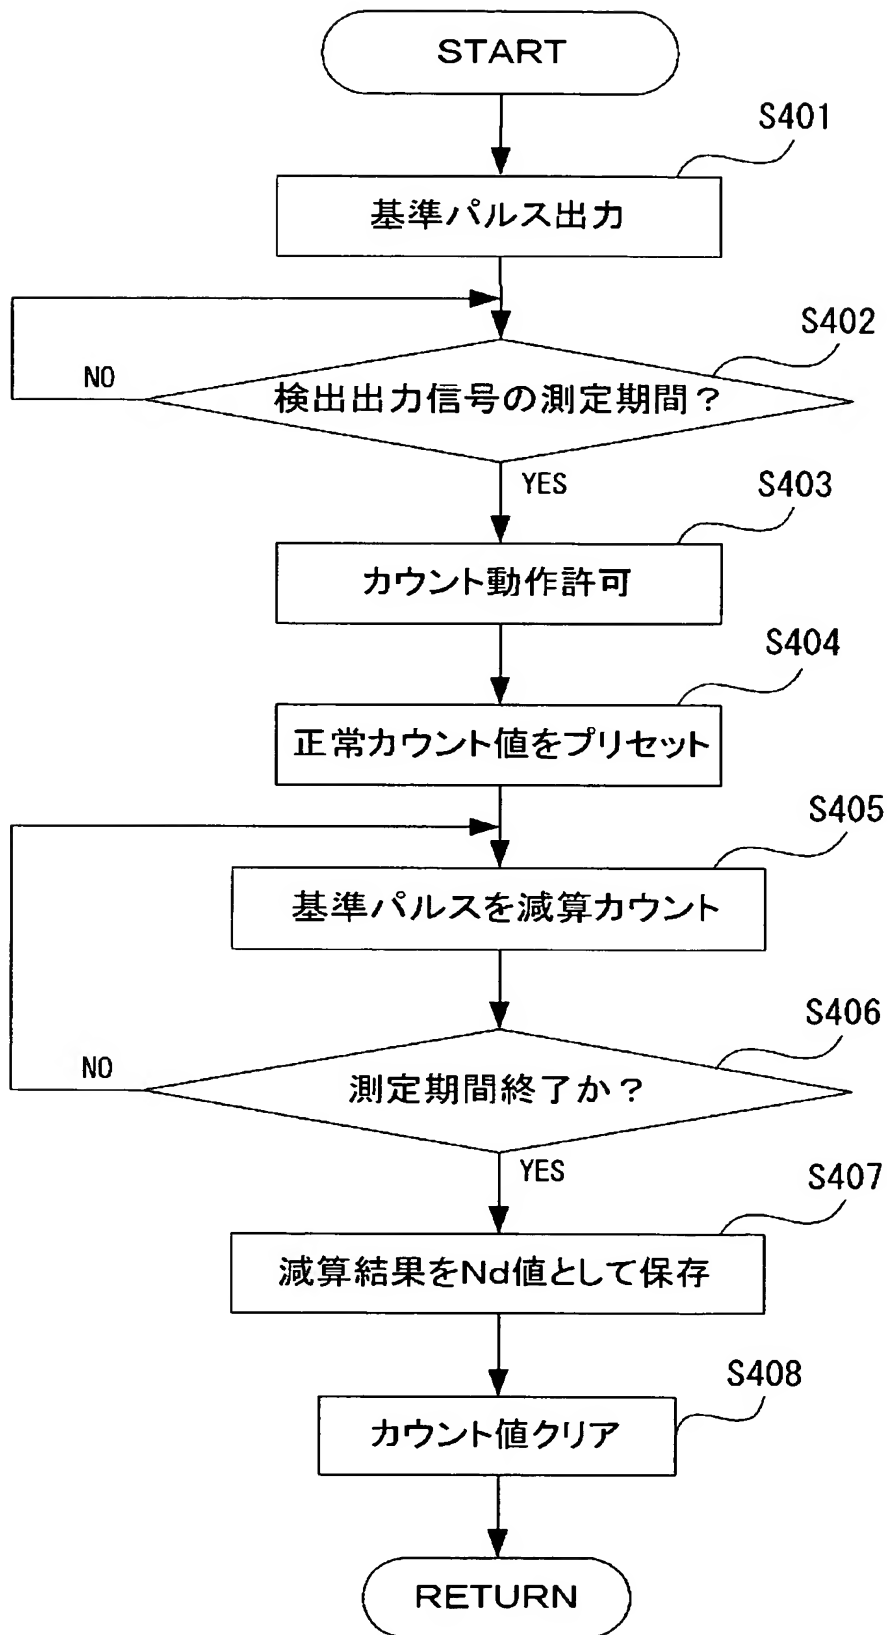 START
S401
基準パルス出力
S402
検出出力信号の測定期間？
NO
YES
S403
カウント動作許可
S404
正常カウント値をプリセット
S405
基準パルスを減算カウント
S406
測定期間終了か？
NO
YES
S407
減算結果をNd値として保存
S408
カウント値クリア
RETURN